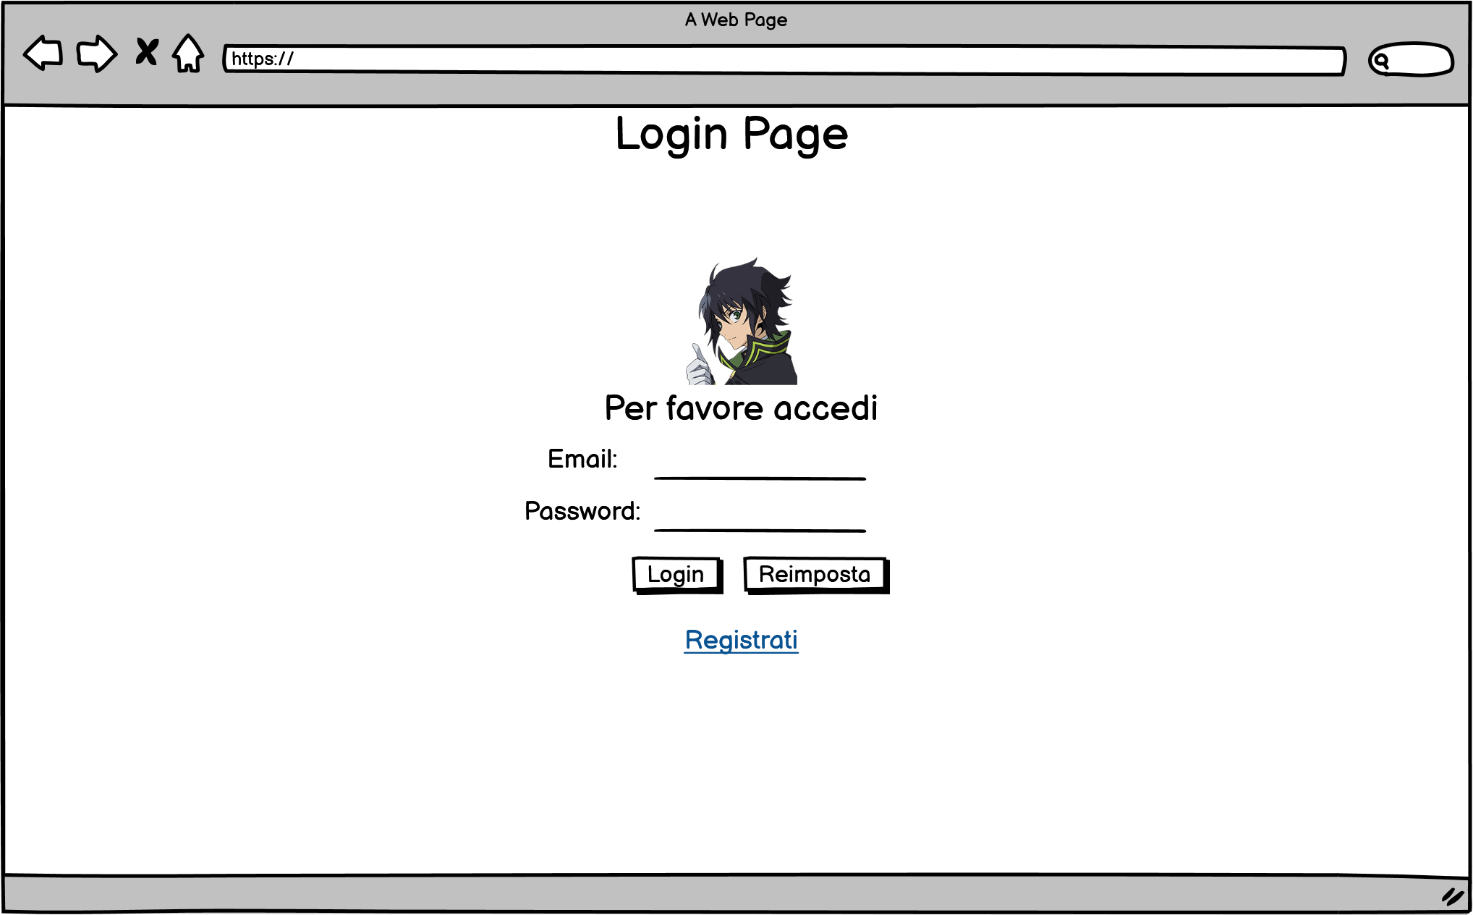 A Web Page
https://
Login Page
Per favore accedi
Email:
Password:
Login Reimposta
Registrati